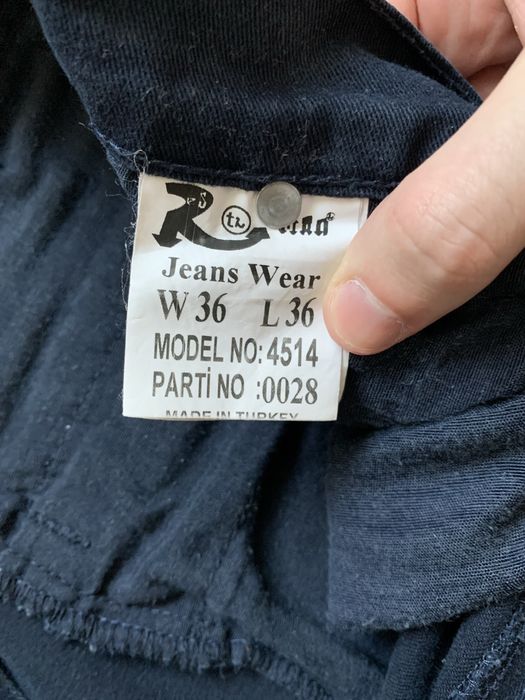 Jeans Wear
W 36 L 36
MODEL NO: 4514
PARTİ NO :0028
MADE IN TURKEY